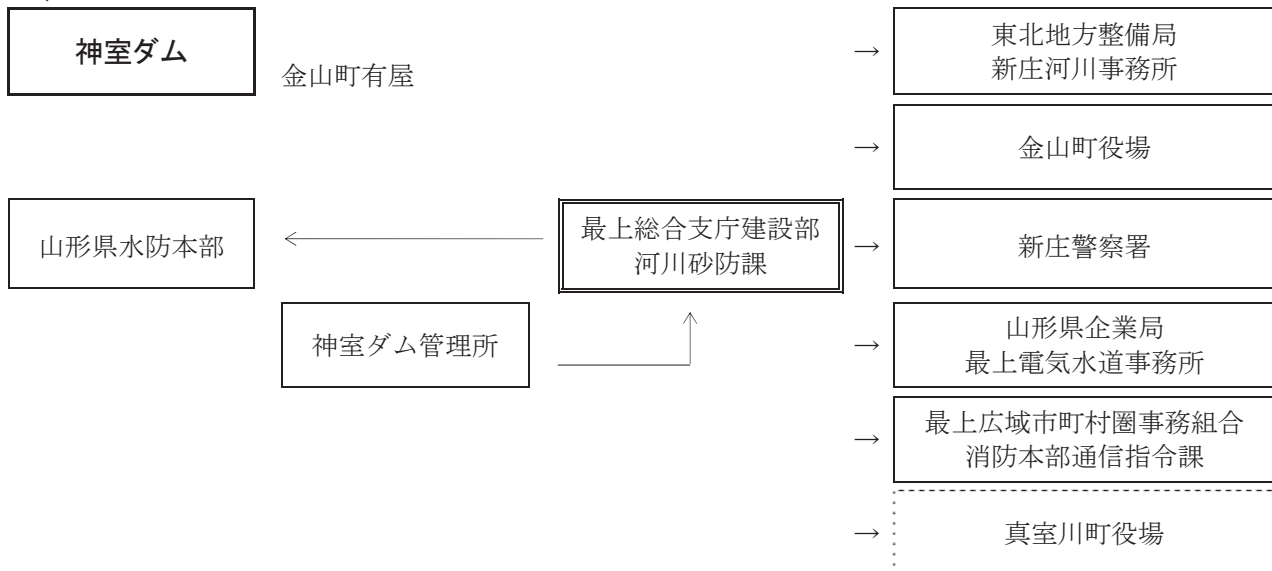 神室ダム
金山町有屋
→
東北地方整備局
新庄河川事務所
→
金山町役場
山形県水防本部
←
最上総合支庁建設部
河川砂防課
→
新庄警察署
神室ダム管理所
→
山形県企業局
最上電気水道事務所
→
最上広域市町村圏事務組合
消防本部通信指令課
→
真室川町役場